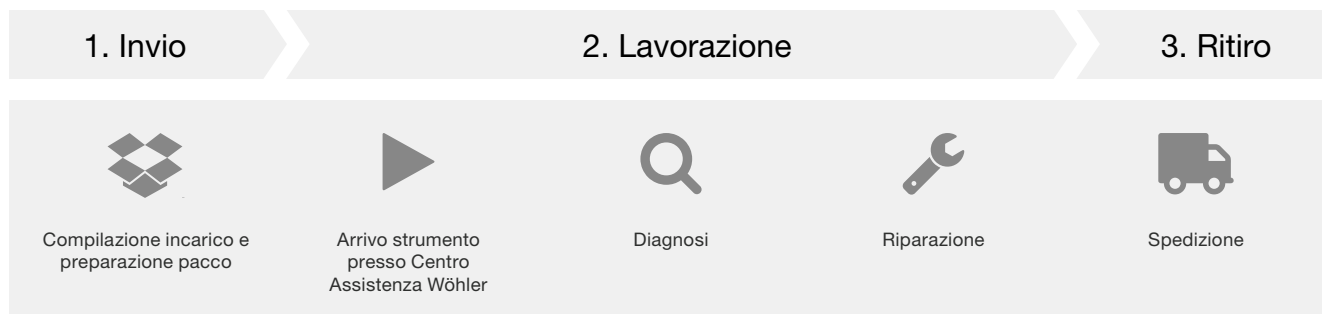 1. Invio
2. Lavorazione
3. Ritiro
Compilazione incarico e
preparazione pacco
Arrivo strumento
presso Centro
Assistenza Wöhler
Diagnosi
Riparazione
Spedizione